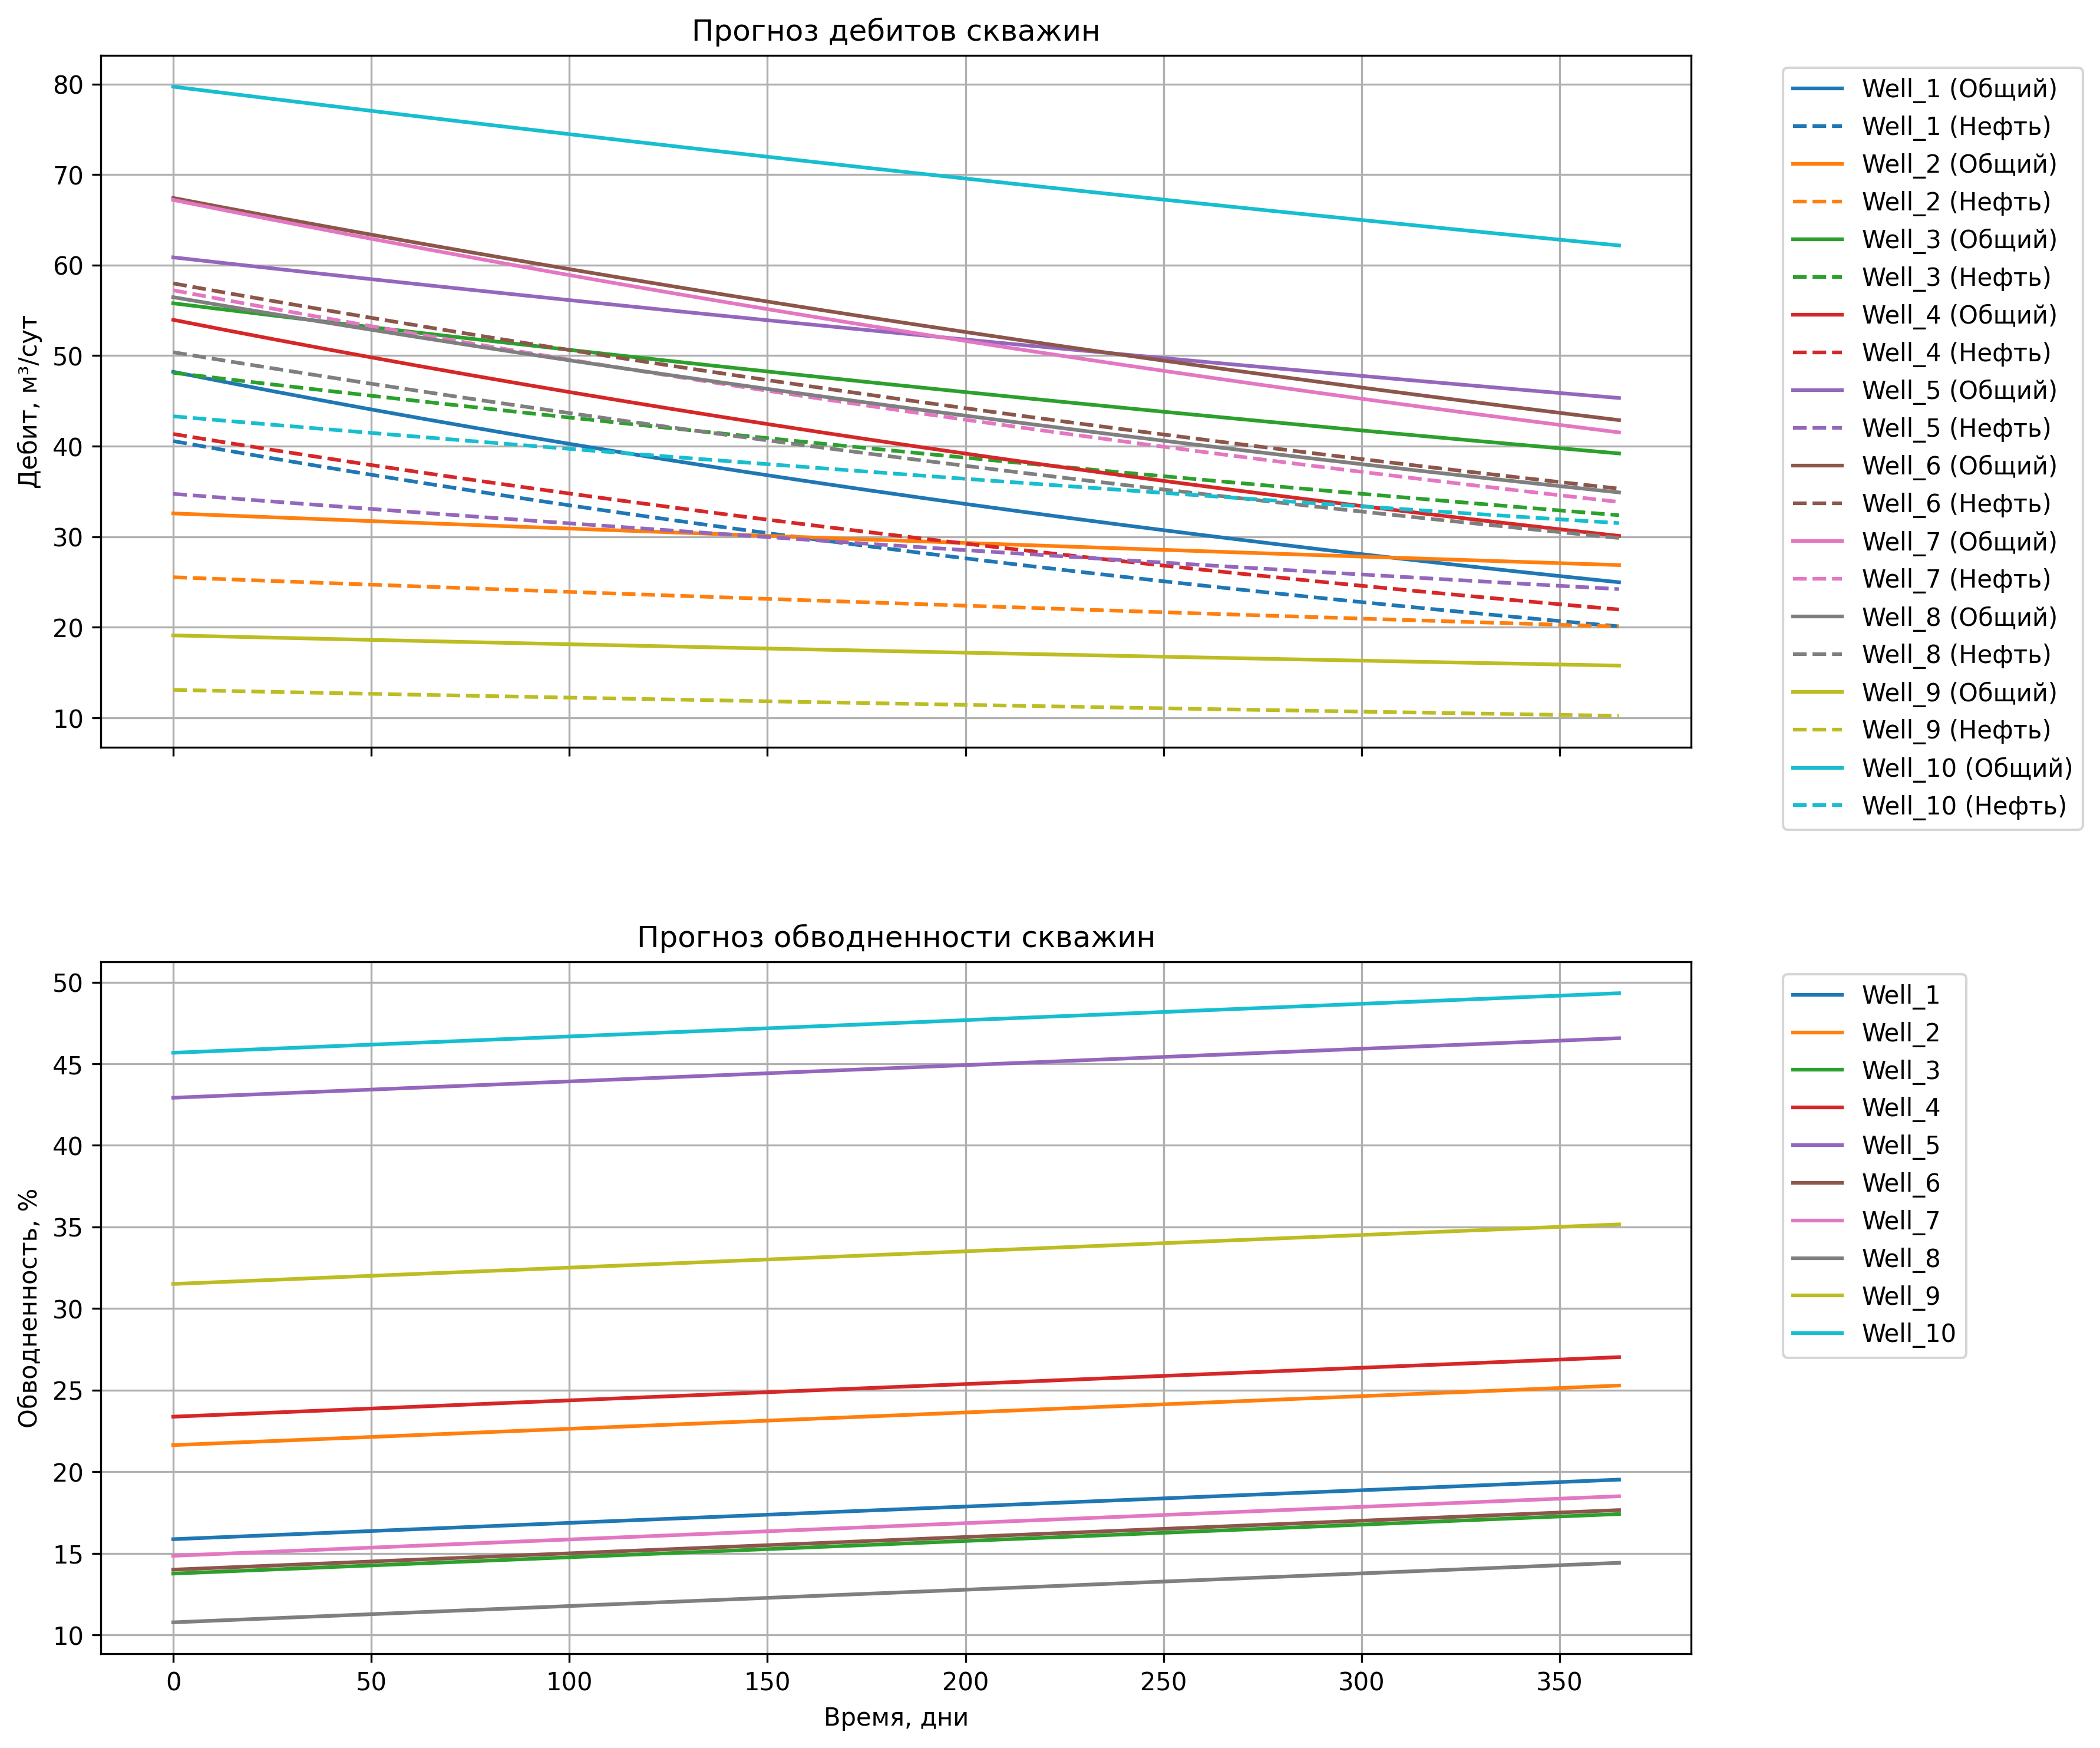 Прогноз дебитов скважин
80
70
60
50
40
30
20
10
Дебит, м³/сут
Well_1 (Общий)
Well_1 (Нефть)
Well_2 (Общий)
Well_2 (Нефть)
Well_3 (Общий)
Well_3 (Нефть)
Well_4 (Общий)
Well_4 (Нефть)
Well_5 (Общий)
Well_5 (Нефть)
Well_6 (Общий)
Well_6 (Нефть)
Well_7 (Общий)
Well_7 (Нефть)
Well_8 (Общий)
Well_8 (Нефть)
Well_9 (Общий)
Well_9 (Нефть)
Well_10 (Общий)
Well_10 (Нефть)
Прогноз обводненности скважин
50
45
40
35
30
25
20
15
10
Обводненность, %
0 50 100 150 200 250 300 350
Время, дни
Well_1
Well_2
Well_3
Well_4
Well_5
Well_6
Well_7
Well_8
Well_9
Well_10